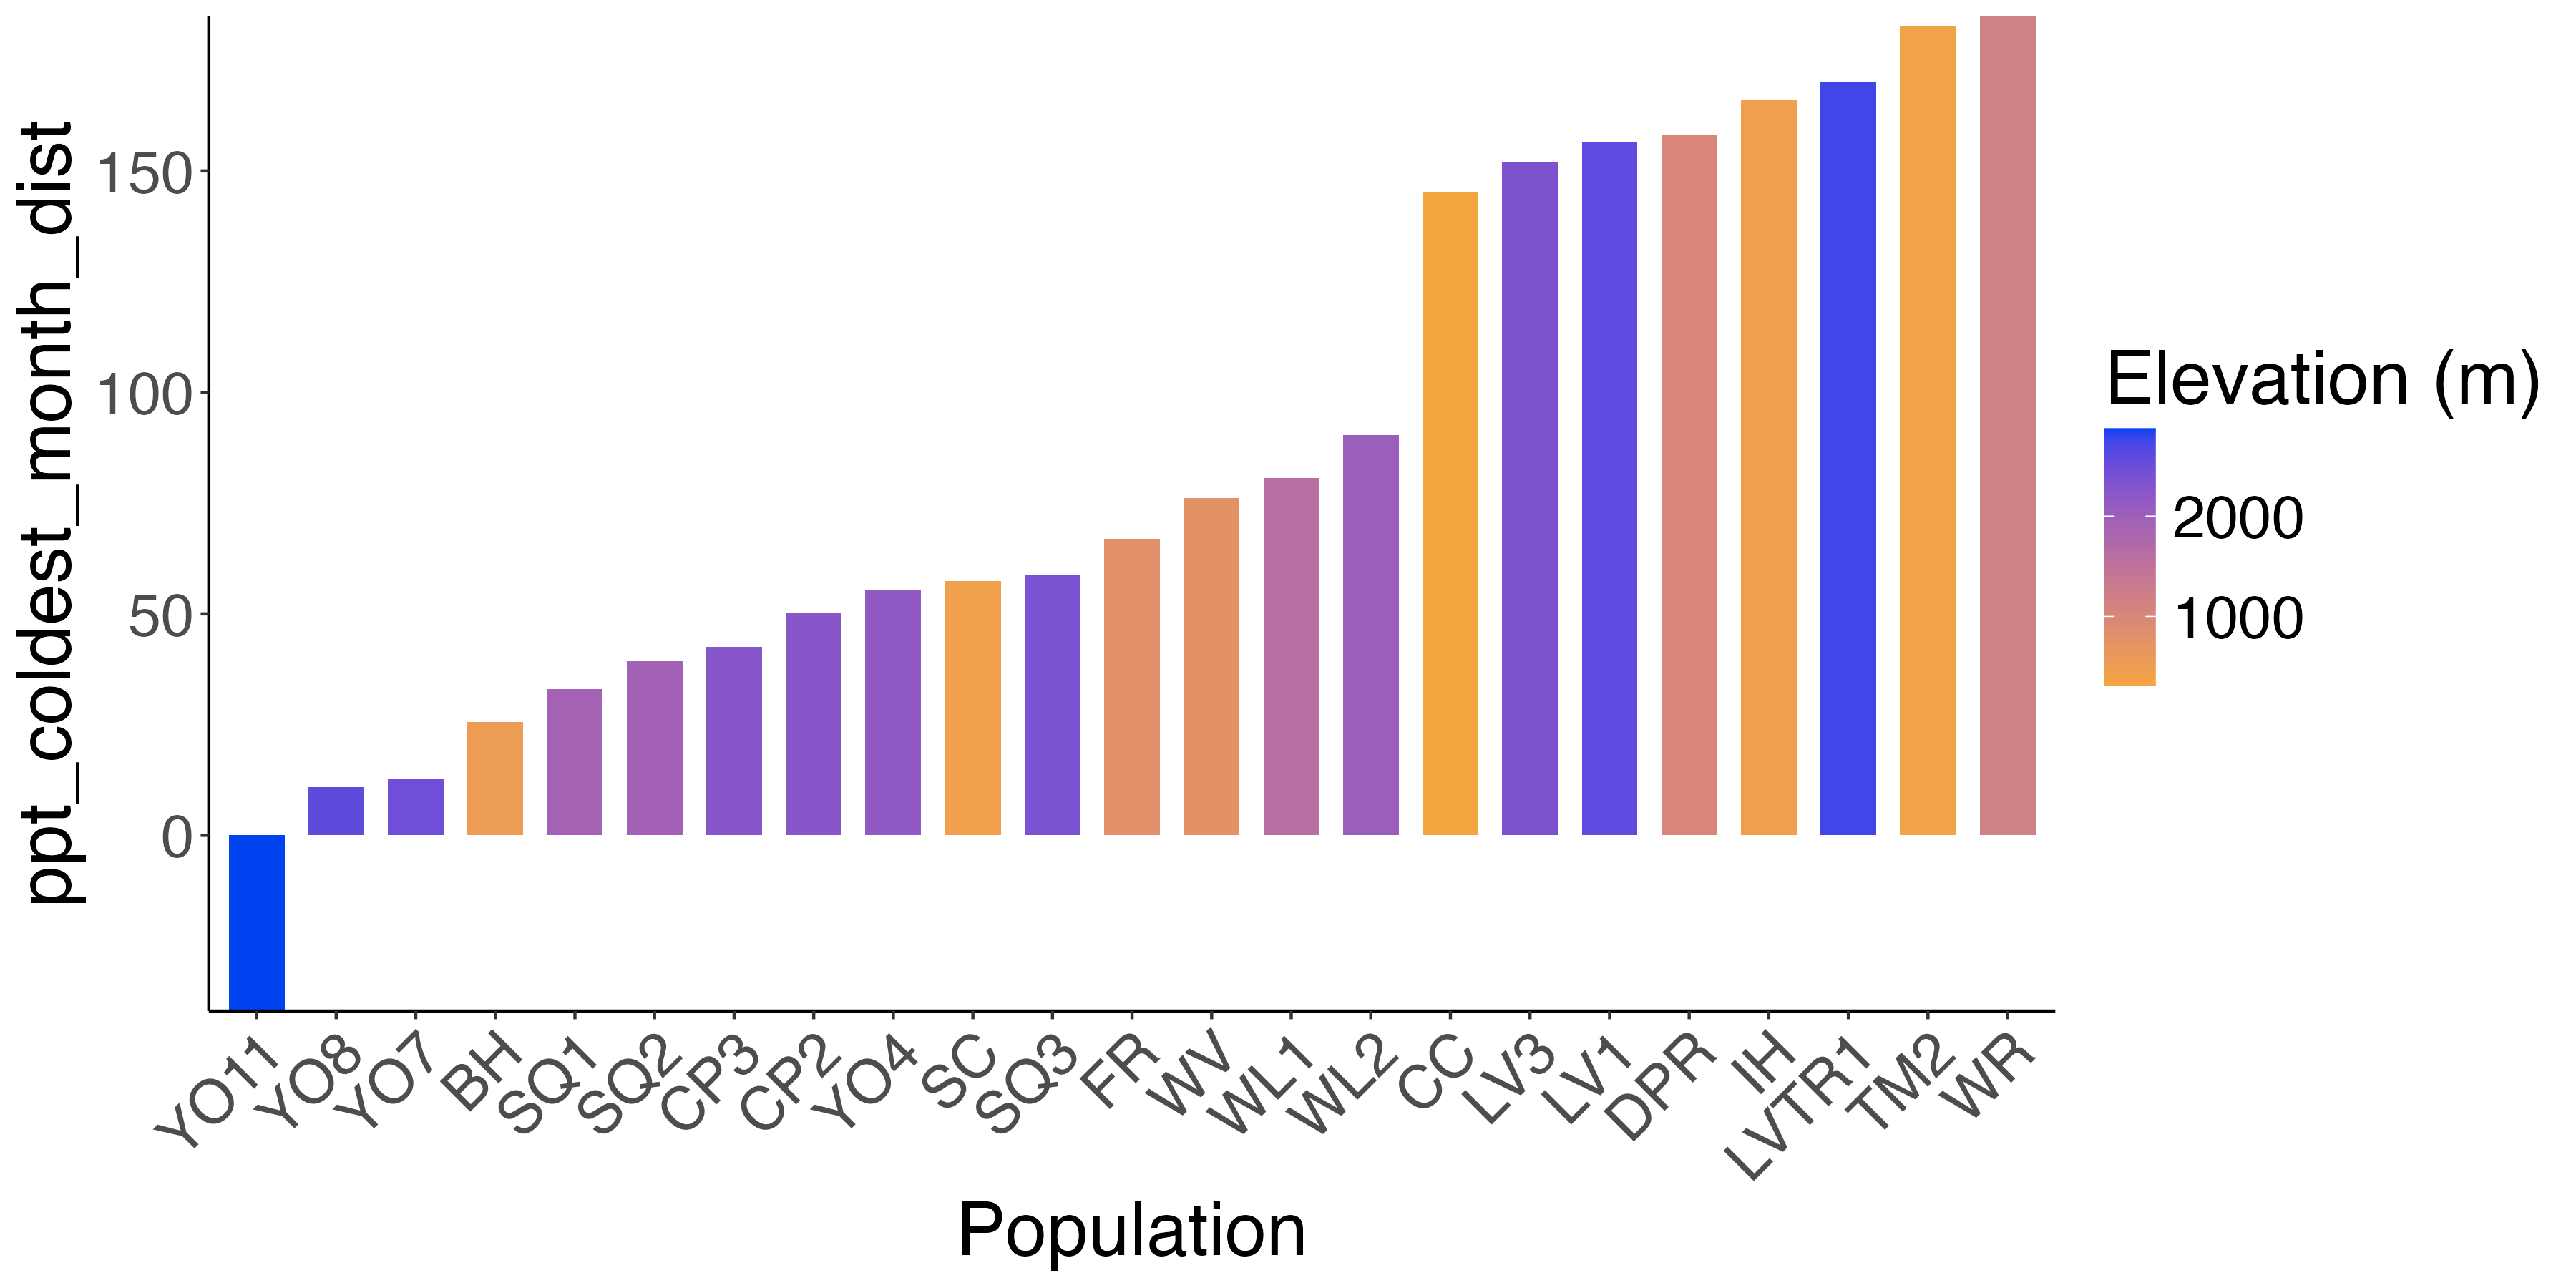 ppt_coldest_month_dist
150
100
50
0
YO11 YO8 YO7 BH SQ1 SQ2 CP3 CP2 YO4 SC SQ3 FR WV WL1 WL2 CC LV3 LV1 DPR IH LVTR1 TM2 WR
Population
Elevation (m)
2000
1000